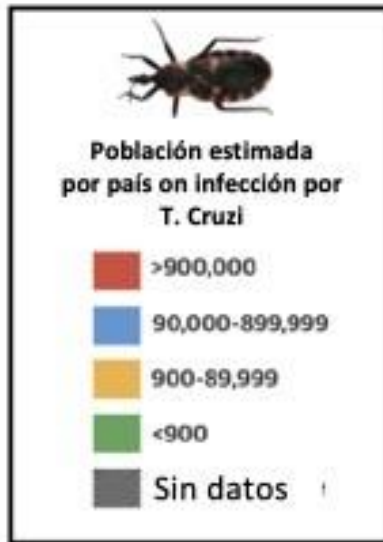 Población estimada
por país on infección por
T. Cruzi
>900,000
90,000-899,999
900-89,999
<900
Sin datos